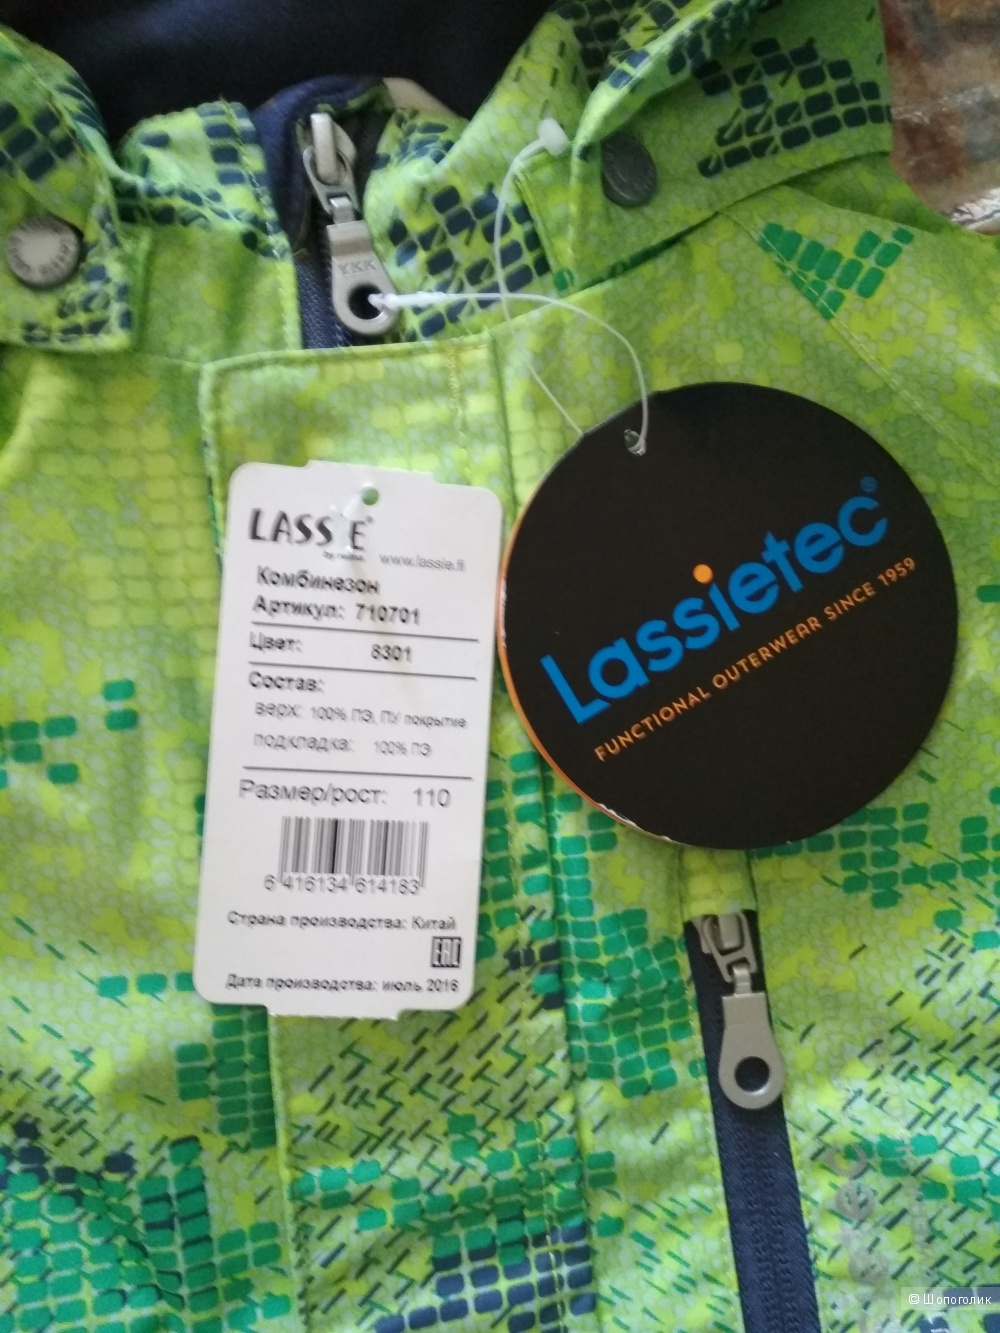 YKK
LASSIE®
by reima
www.lassie.fi
Комбинезон
Артикул: 710701
Цвет: 8301
Состав:
верх: 100% ПЭ, ПУ покрытие
подкладка: 100% ПЭ
Размер/рост: 110
6 416134 614183
Страна производства: Китай
EAC
Дата производства: июль 2016
Lassietec®
FUNCTIONAL OUTERWEAR SINCE 1959
© Шопоголик